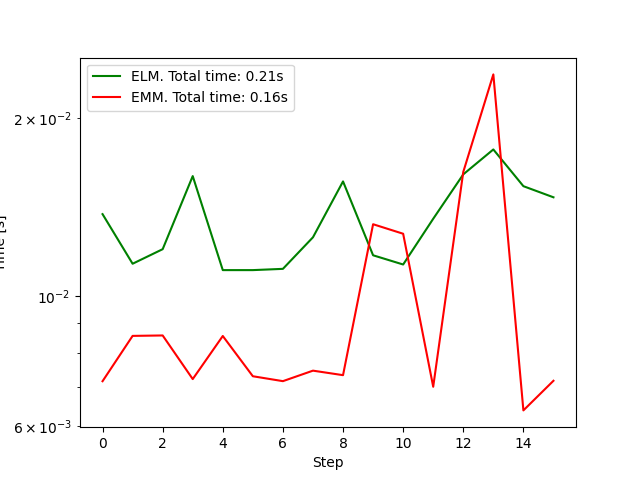 ELM. Total time: 0.21s
EMM. Total time: 0.16s
2 × 10⁻²
10⁻²
6 × 10⁻³
Time [s]
0 2 4 6 8 10 12 14
Step